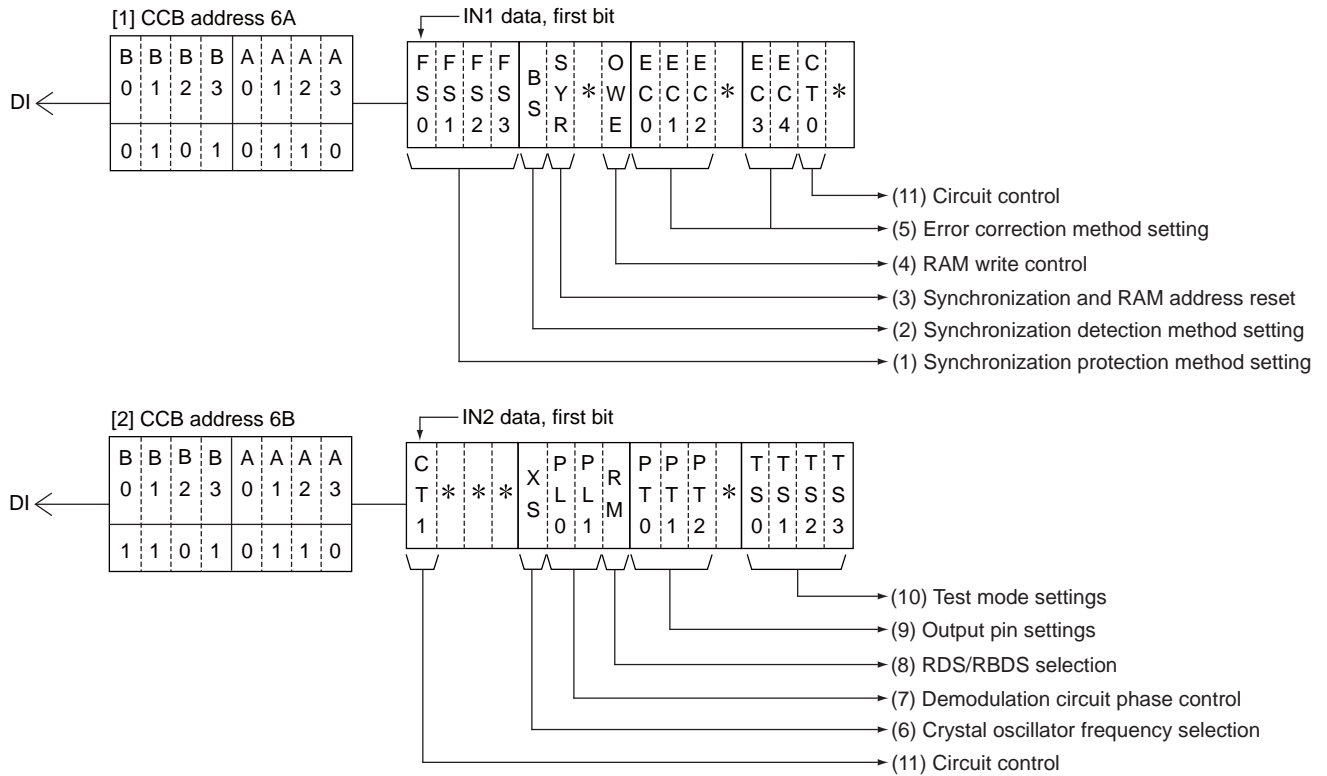 [1] CCB address 6A
IN1 data, first bit
DI
B0 B1 B2 B3 A0 A1 A2 A3
0 1 0 1 0 1 1 0
FS0 FS1 FS2 FS3 BS SYR * OWE EC0 EC1 EC2 * EC3 EC4 CT0 *
(11) Circuit control
(5) Error correction method setting
(4) RAM write control
(3) Synchronization and RAM address reset
(2) Synchronization detection method setting
(1) Synchronization protection method setting
[2] CCB address 6B
IN2 data, first bit
DI
B0 B1 B2 B3 A0 A1 A2 A3
1 1 0 1 0 1 1 0
CT1 * * * XS PL0 PL1 RM PT0 PT1 PT2 * TS0 TS1 TS2 TS3
(10) Test mode settings
(9) Output pin settings
(8) RDS/RBDS selection
(7) Demodulation circuit phase control
(6) Crystal oscillator frequency selection
(11) Circuit control